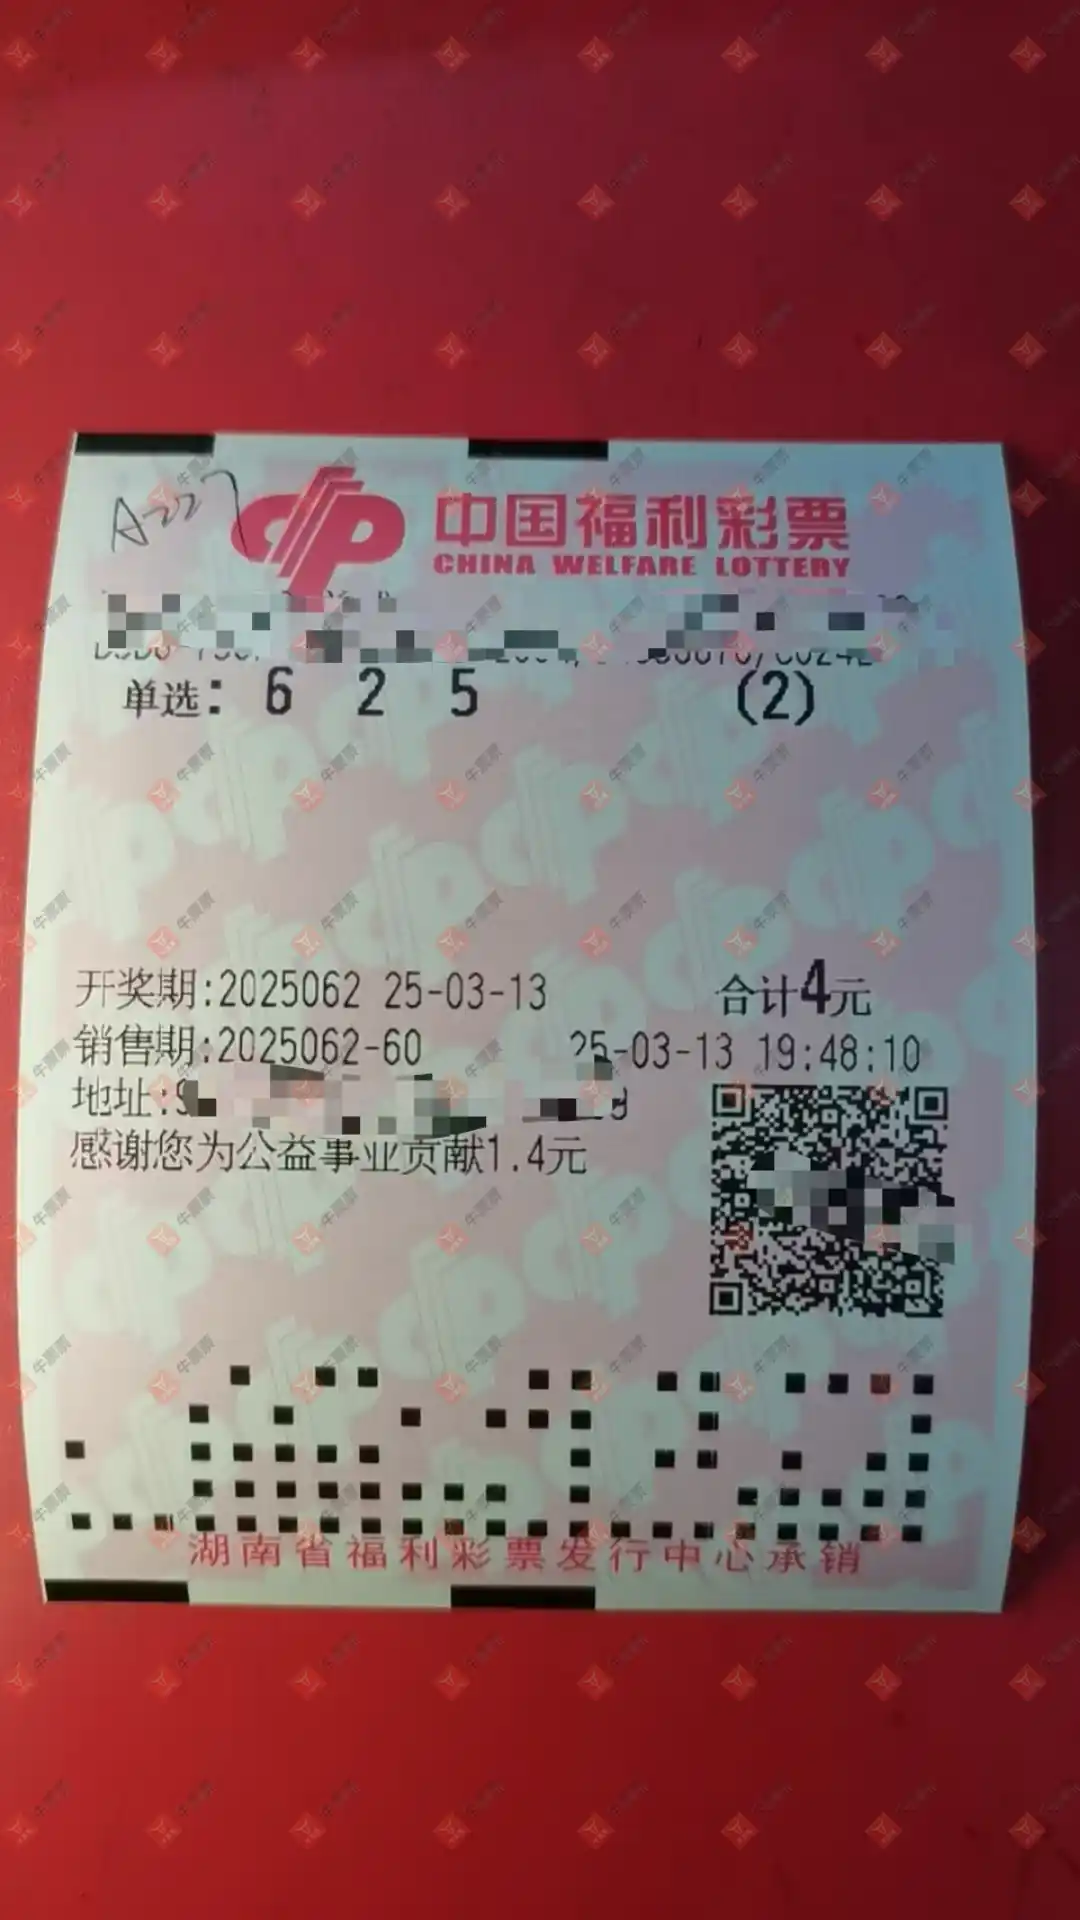 A227
中国福利彩票
CHINA WELFARE LOTTERY
单选: 6 2 5 (2)
开奖期:2025062 25-03-13 合计4元
销售期:2025062-60 25-03-13 19:48:10
地址:
感谢您为公益事业贡献1.4元
湖南省福利彩票发行中心承销
牛票票